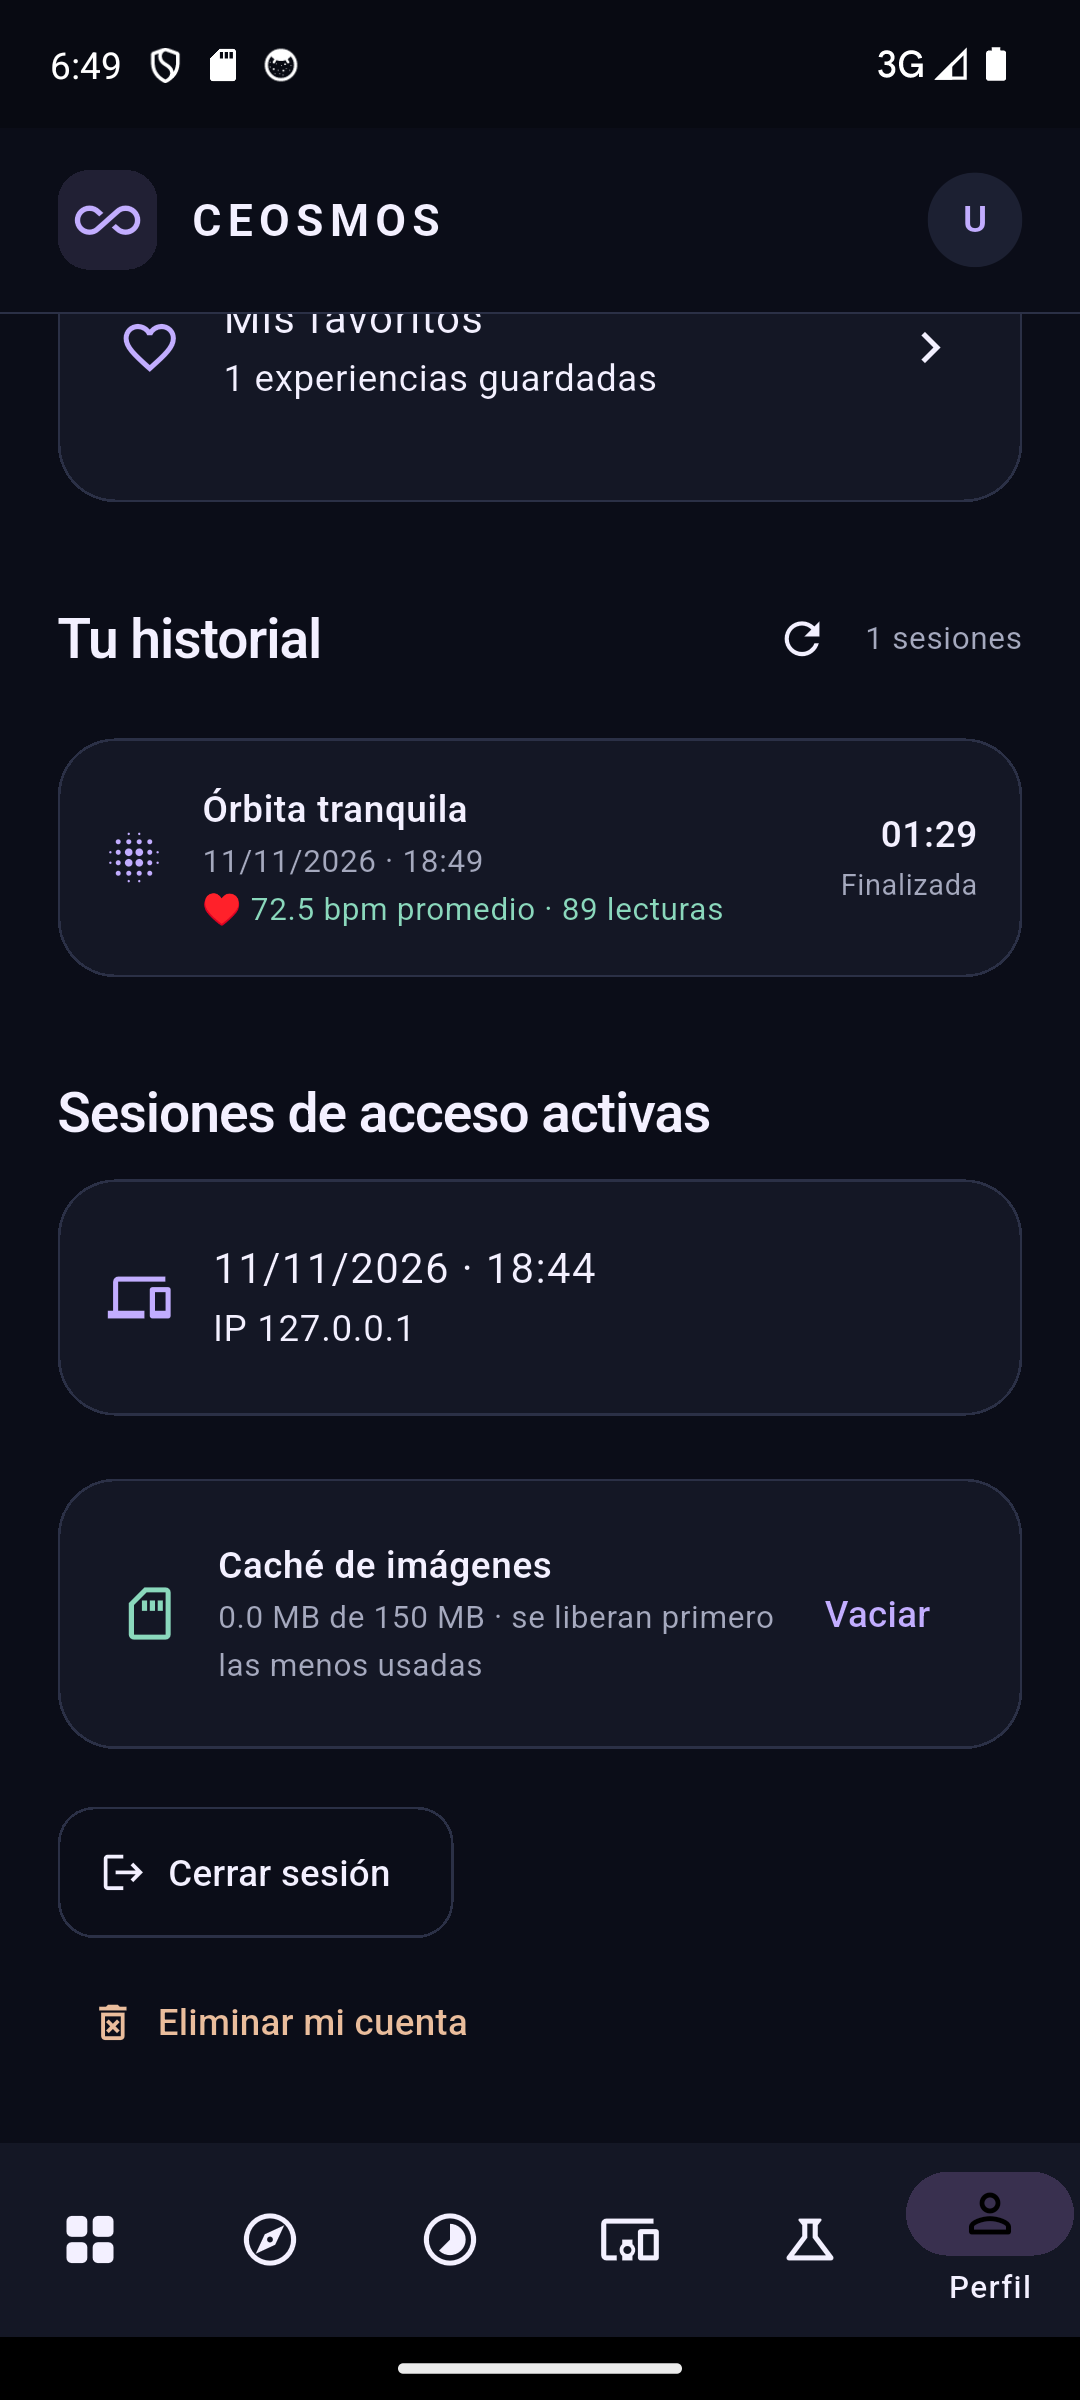 6:49
3G
CEOSMOS
U
Mis favoritos
1 experiencias guardadas
Tu historial
1 sesiones
Órbita tranquila
11/11/2026 · 18:49
72.5 bpm promedio · 89 lecturas
01:29
Finalizada
Sesiones de acceso activas
11/11/2026 · 18:44
IP 127.0.0.1
Caché de imágenes
0.0 MB de 150 MB · se liberan primero
las menos usadas
Vaciar
Cerrar sesión
Eliminar mi cuenta
Perfil